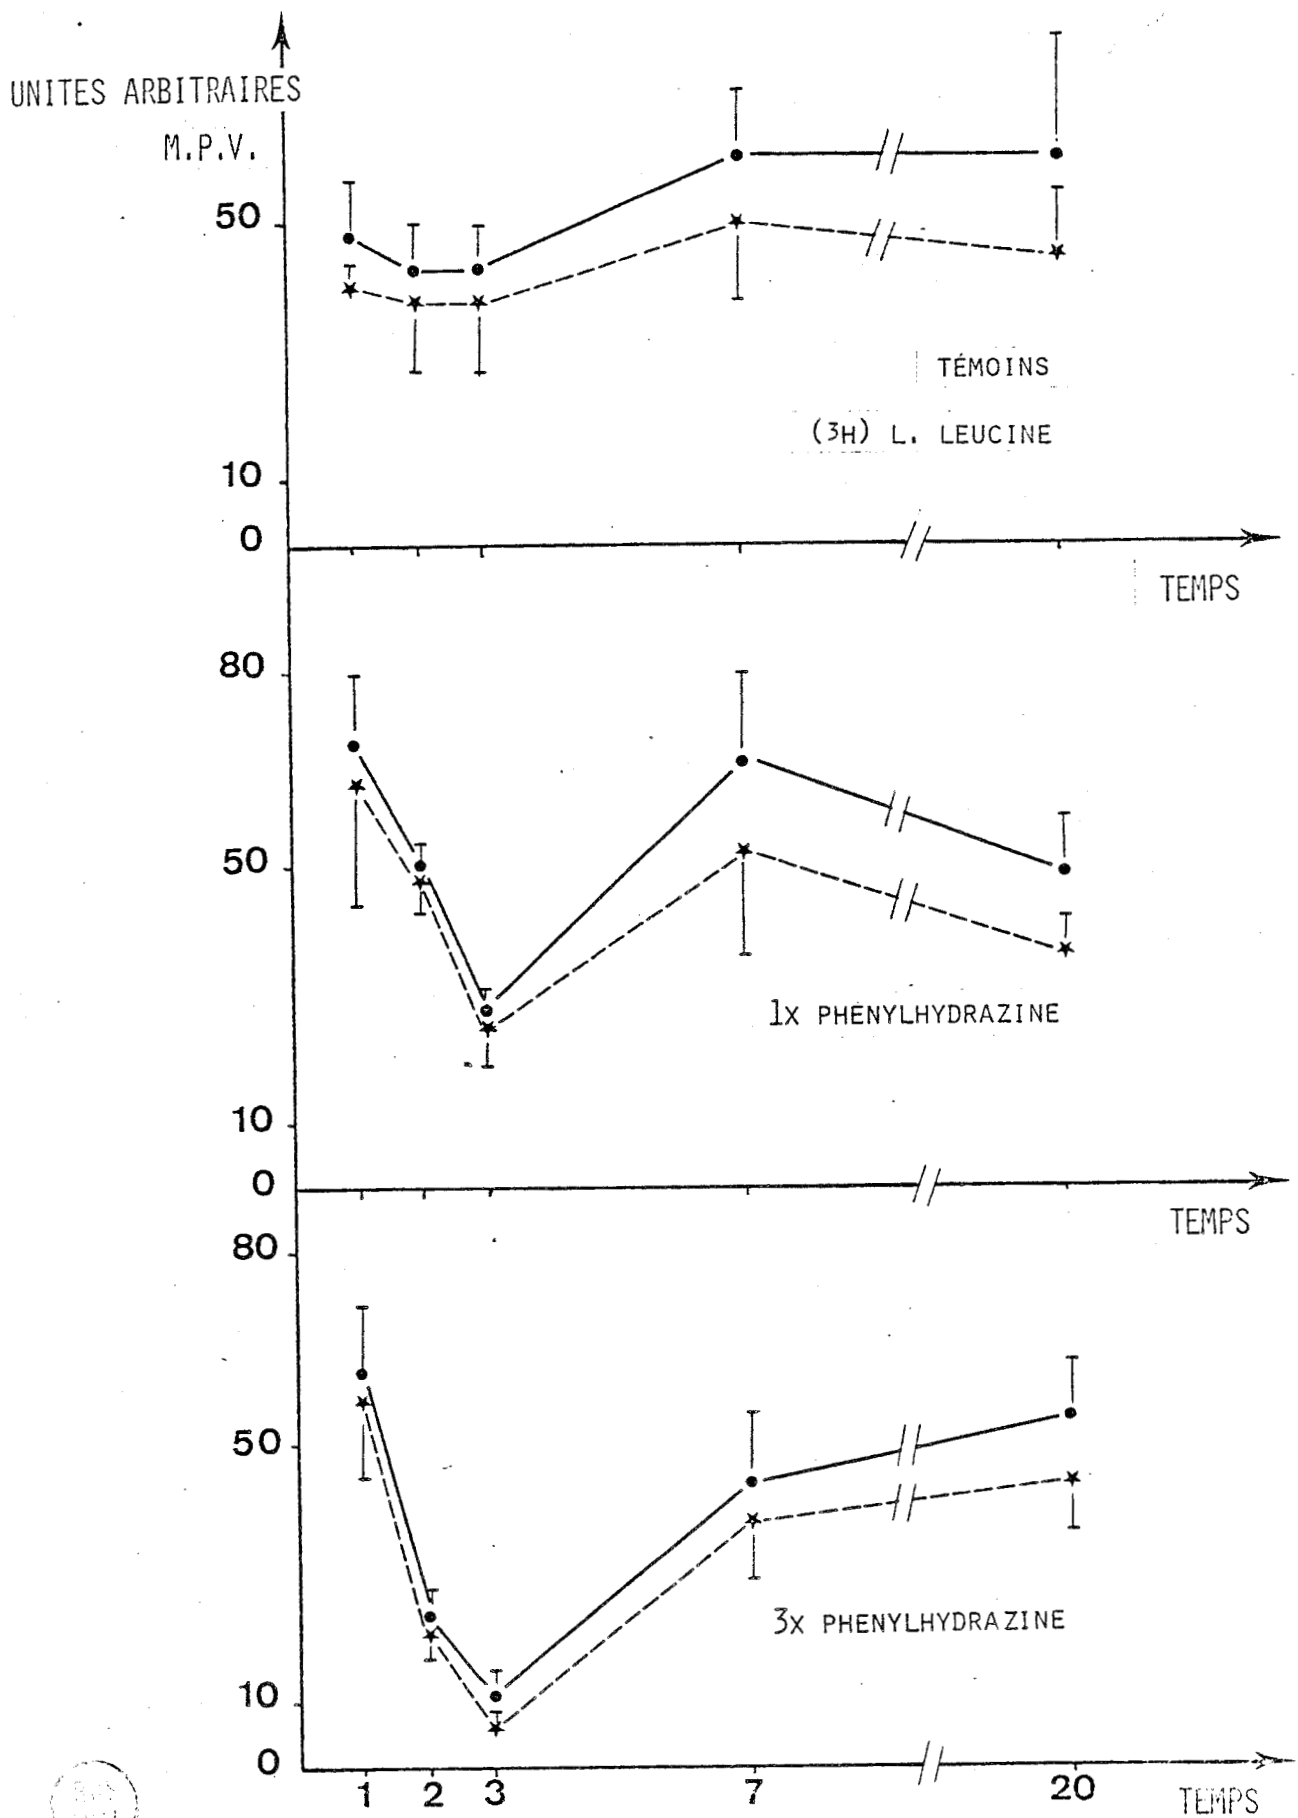 UNITES ARBITRAIRES
M.P.V.
50
TÉMOINS
(3H) L. LEUCINE
10
0
TEMPS
80
50
1x PHENYLHYDRAZINE
10
0
TEMPS
80
50
3x PHENYLHYDRAZINE
10
0
1 2 3 7 20 TEMPS